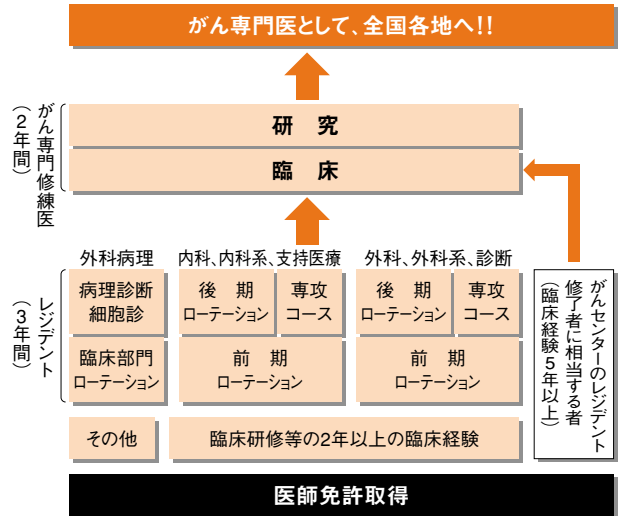 がん専門医として、全国各地へ!!
研　究
臨　床
がん専門修練医
（2年間）
外科病理
内科、内科系、支持医療
外科、外科系、診断
病理診断
細胞診
後　期
ローテーション
専攻
コース
後　期
ローテーション
専攻
コース
臨床部門
ローテーション
前　期
ローテーション
前　期
ローテーション
レジデント
（3年間）
がんセンターのレジデント
修了者に相当する者
（臨床経験5年以上）
その他
臨床研修等の2年以上の臨床経験
医師免許取得